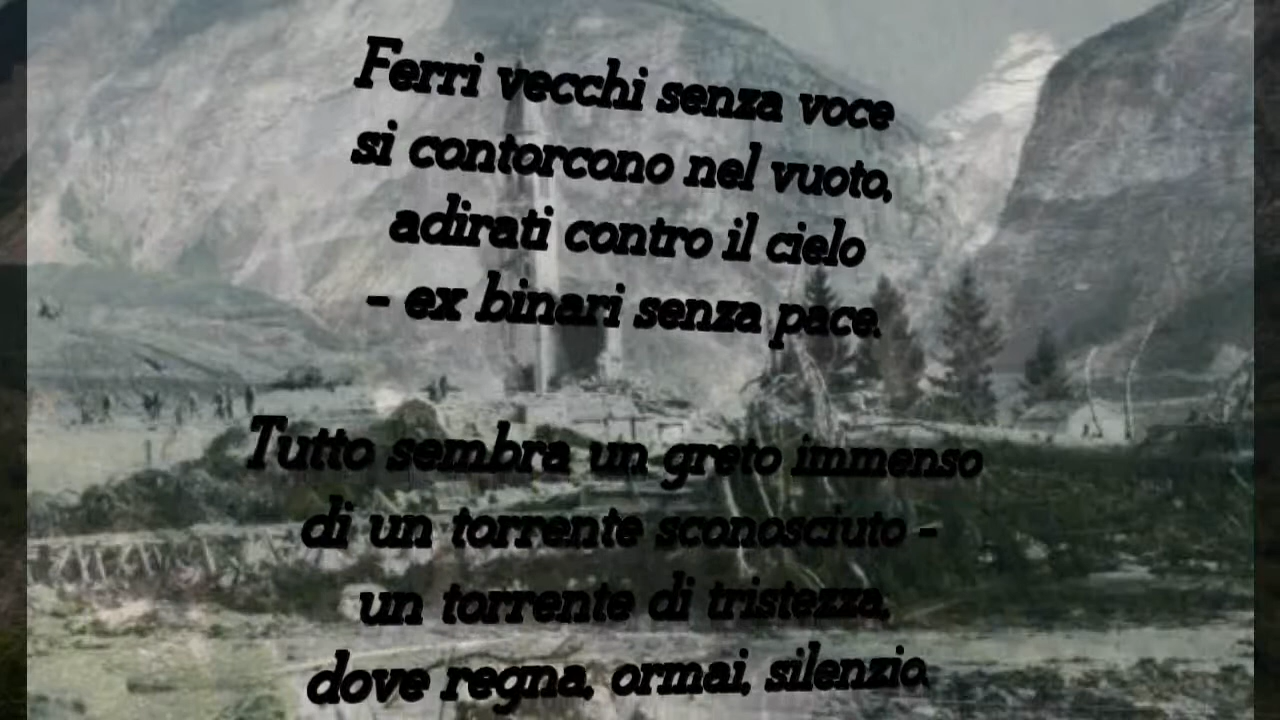 Ferri vecchi senza voce
si contorcono nel vuoto,
adirati contro il cielo
- ex binari senza pace.
Tutto sembra un greto immenso
di un torrente sconosciuto -
un torrente di tristezza,
dove regna, ormai, silenzio.